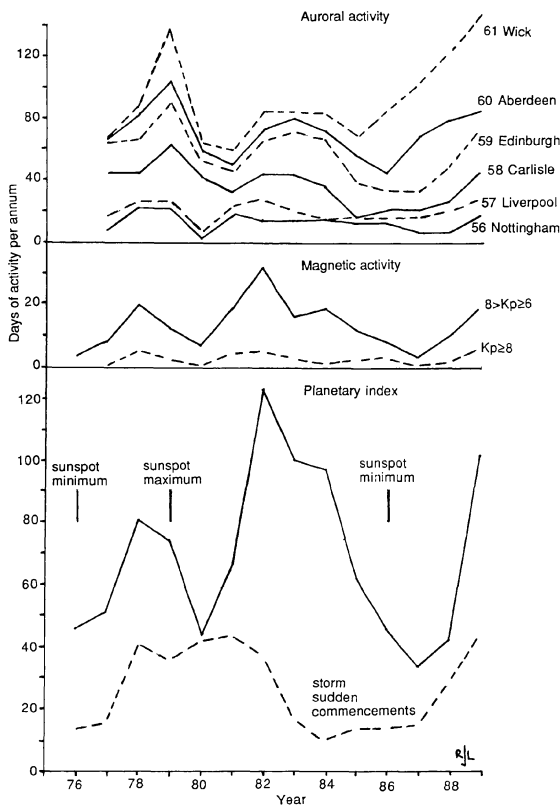 Auroral activity
61 Wick
60 Aberdeen
59 Edinburgh
58 Carlisle
57 Liverpool
56 Nottingham
120
80
40
20
0
Days of activity per annum
Magnetic activity
20
0
8>Kp≥6
Kp≥8
Planetary index
120
100
80
60
40
20
0
sunspot
minimum
sunspot
maximum
sunspot
minimum
storm
sudden
commencements
76
78
80
82
84
86
88
Year